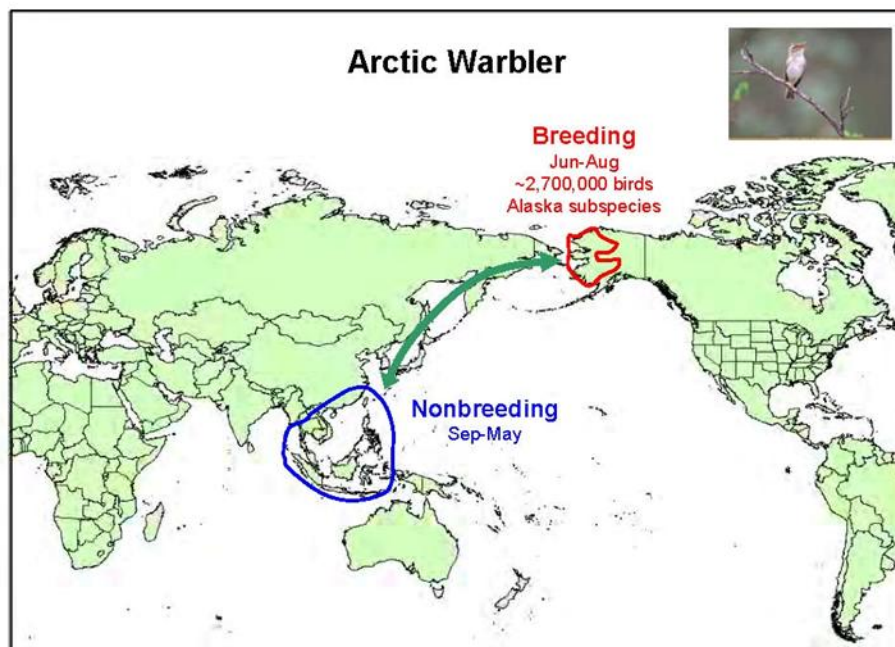 Arctic Warbler
Breeding
Jun-Aug
~2,700,000 birds
Alaska subspecies
Nonbreeding
Sep-May